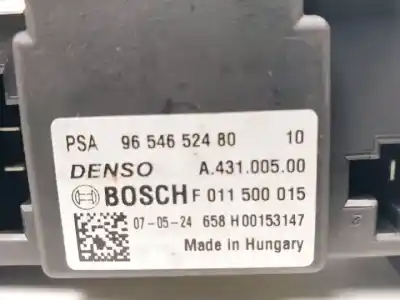 PSA 96 546 524 80 10
DENSO A.431.005.00
BOSCH F 011 500 015
07-05-24 658 H00153147
Made in Hungary